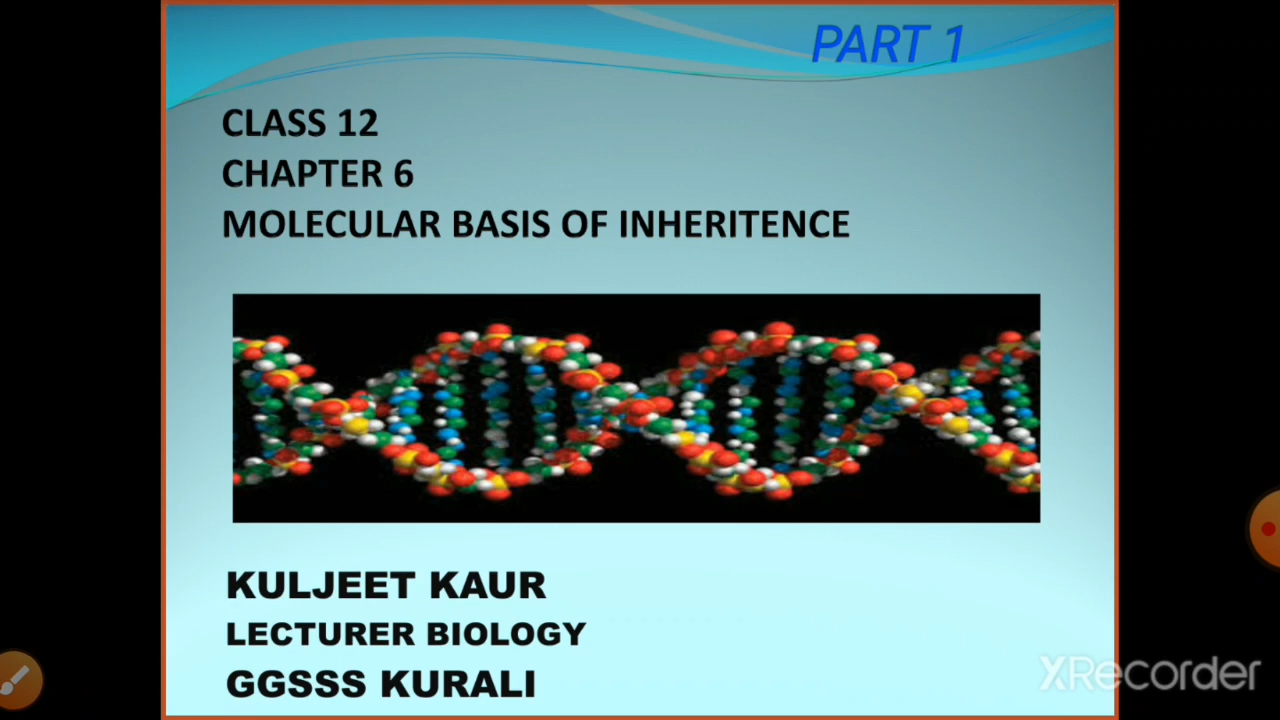 PART 1
CLASS 12
CHAPTER 6
MOLECULAR BASIS OF INHERITENCE
KULJEET KAUR
LECTURER BIOLOGY
GGSSS KURALI
XRecorder